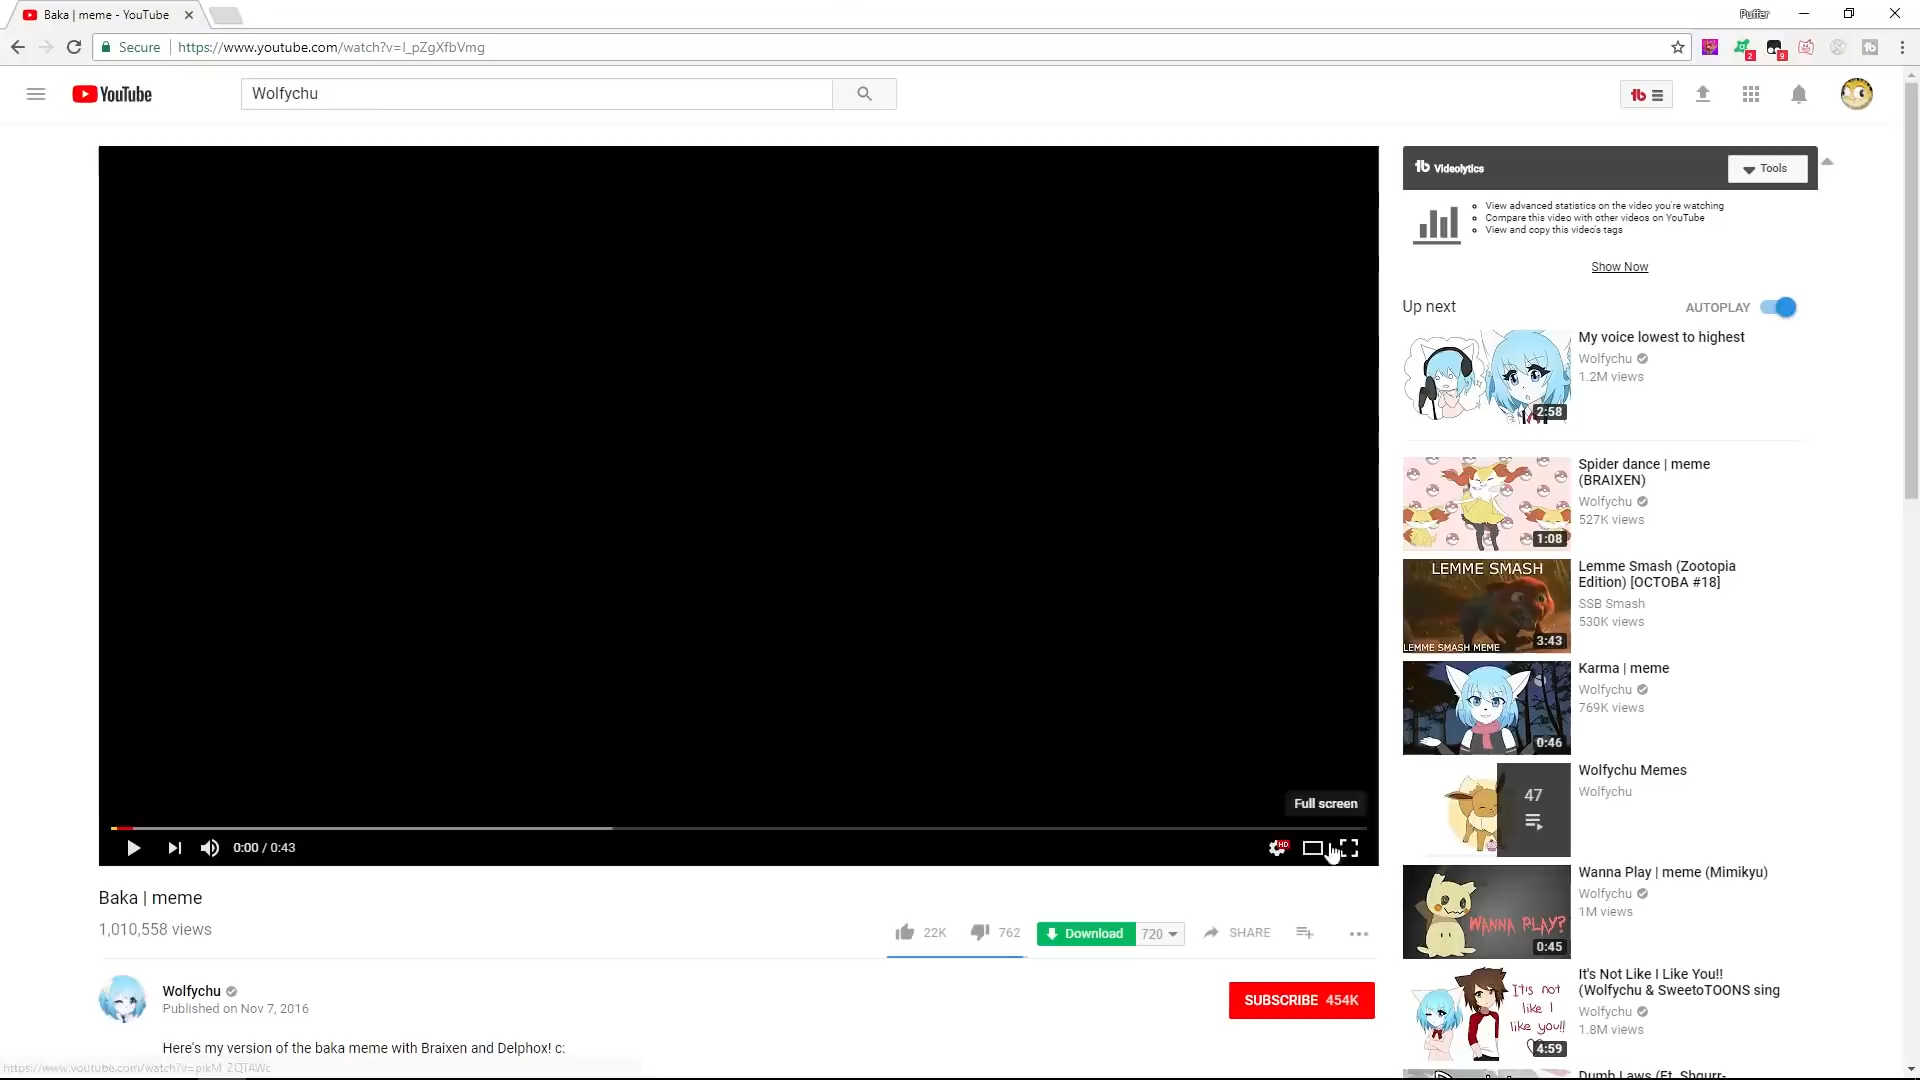 Baka | meme - YouTube
Puffer
Secure
https://www.youtube.com/watch?v=l_pZgXfbVmg
2
9
YouTube
Wolfychu
Videolytics
Tools
View advanced statistics on the video you're watching
Compare this video with other videos on YouTube
View and copy this video's tags
Show Now
Up next
AUTOPLAY
My voice lowest to highest
Wolfychu
1.2M views
2:58
Spider dance | meme
(BRAIXEN)
Wolfychu
527K views
1:08
LEMME SMASH
LEMME SMASH MEME
3:43
Lemme Smash (Zootopia
Edition) [OCTOBA #18]
SSB Smash
530K views
Karma | meme
Wolfychu
769K views
0:46
47
Wolfychu Memes
Wolfychu
WANNA PLAY?
0:45
Wanna Play | meme (Mimikyu)
Wolfychu
1M views
It's not
like I
like you!!
4:59
It's Not Like I Like You!!
(Wolfychu & SweetoTOONS sing
Wolfychu
1.8M views
Dumb Laws (Ft. Shgurr-
Full screen
0:00 / 0:43
HD
Baka | meme
1,010,558 views
22K
762
Download
720
SHARE
Wolfychu
Published on Nov 7, 2016
SUBSCRIBE 454K
Here's my version of the baka meme with Braixen and Delphox! c: